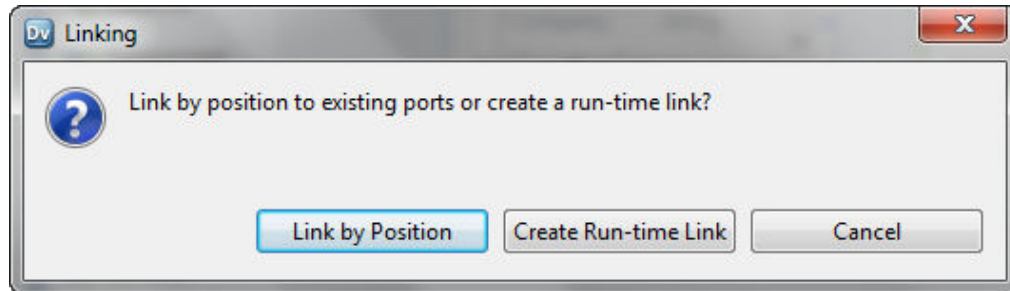 Dv Linking
Link by position to existing ports or create a run-time link?
Link by Position Create Run-time Link Cancel